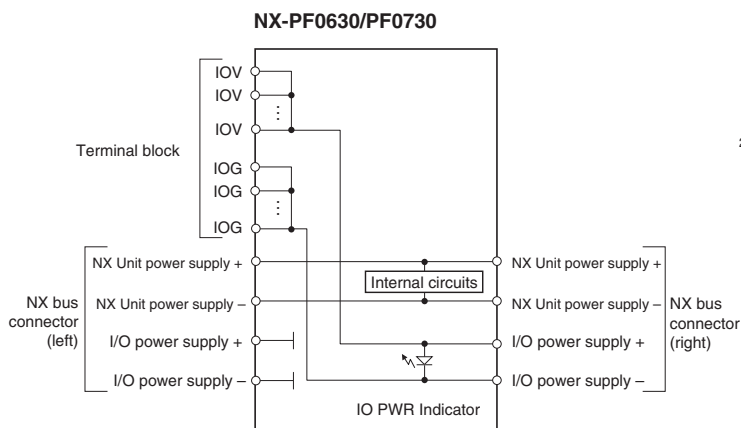 NX-PF0630/PF0730
IOV
IOV
⋮
IOV
Terminal block
IOG
IOG
⋮
IOG
NX bus
connector
(left)
NX Unit power supply +
NX Unit power supply –
I/O power supply +
I/O power supply –
Internal circuits
IO PWR Indicator
NX Unit power supply +
NX Unit power supply –
I/O power supply +
I/O power supply –
NX bus
connector
(right)
2